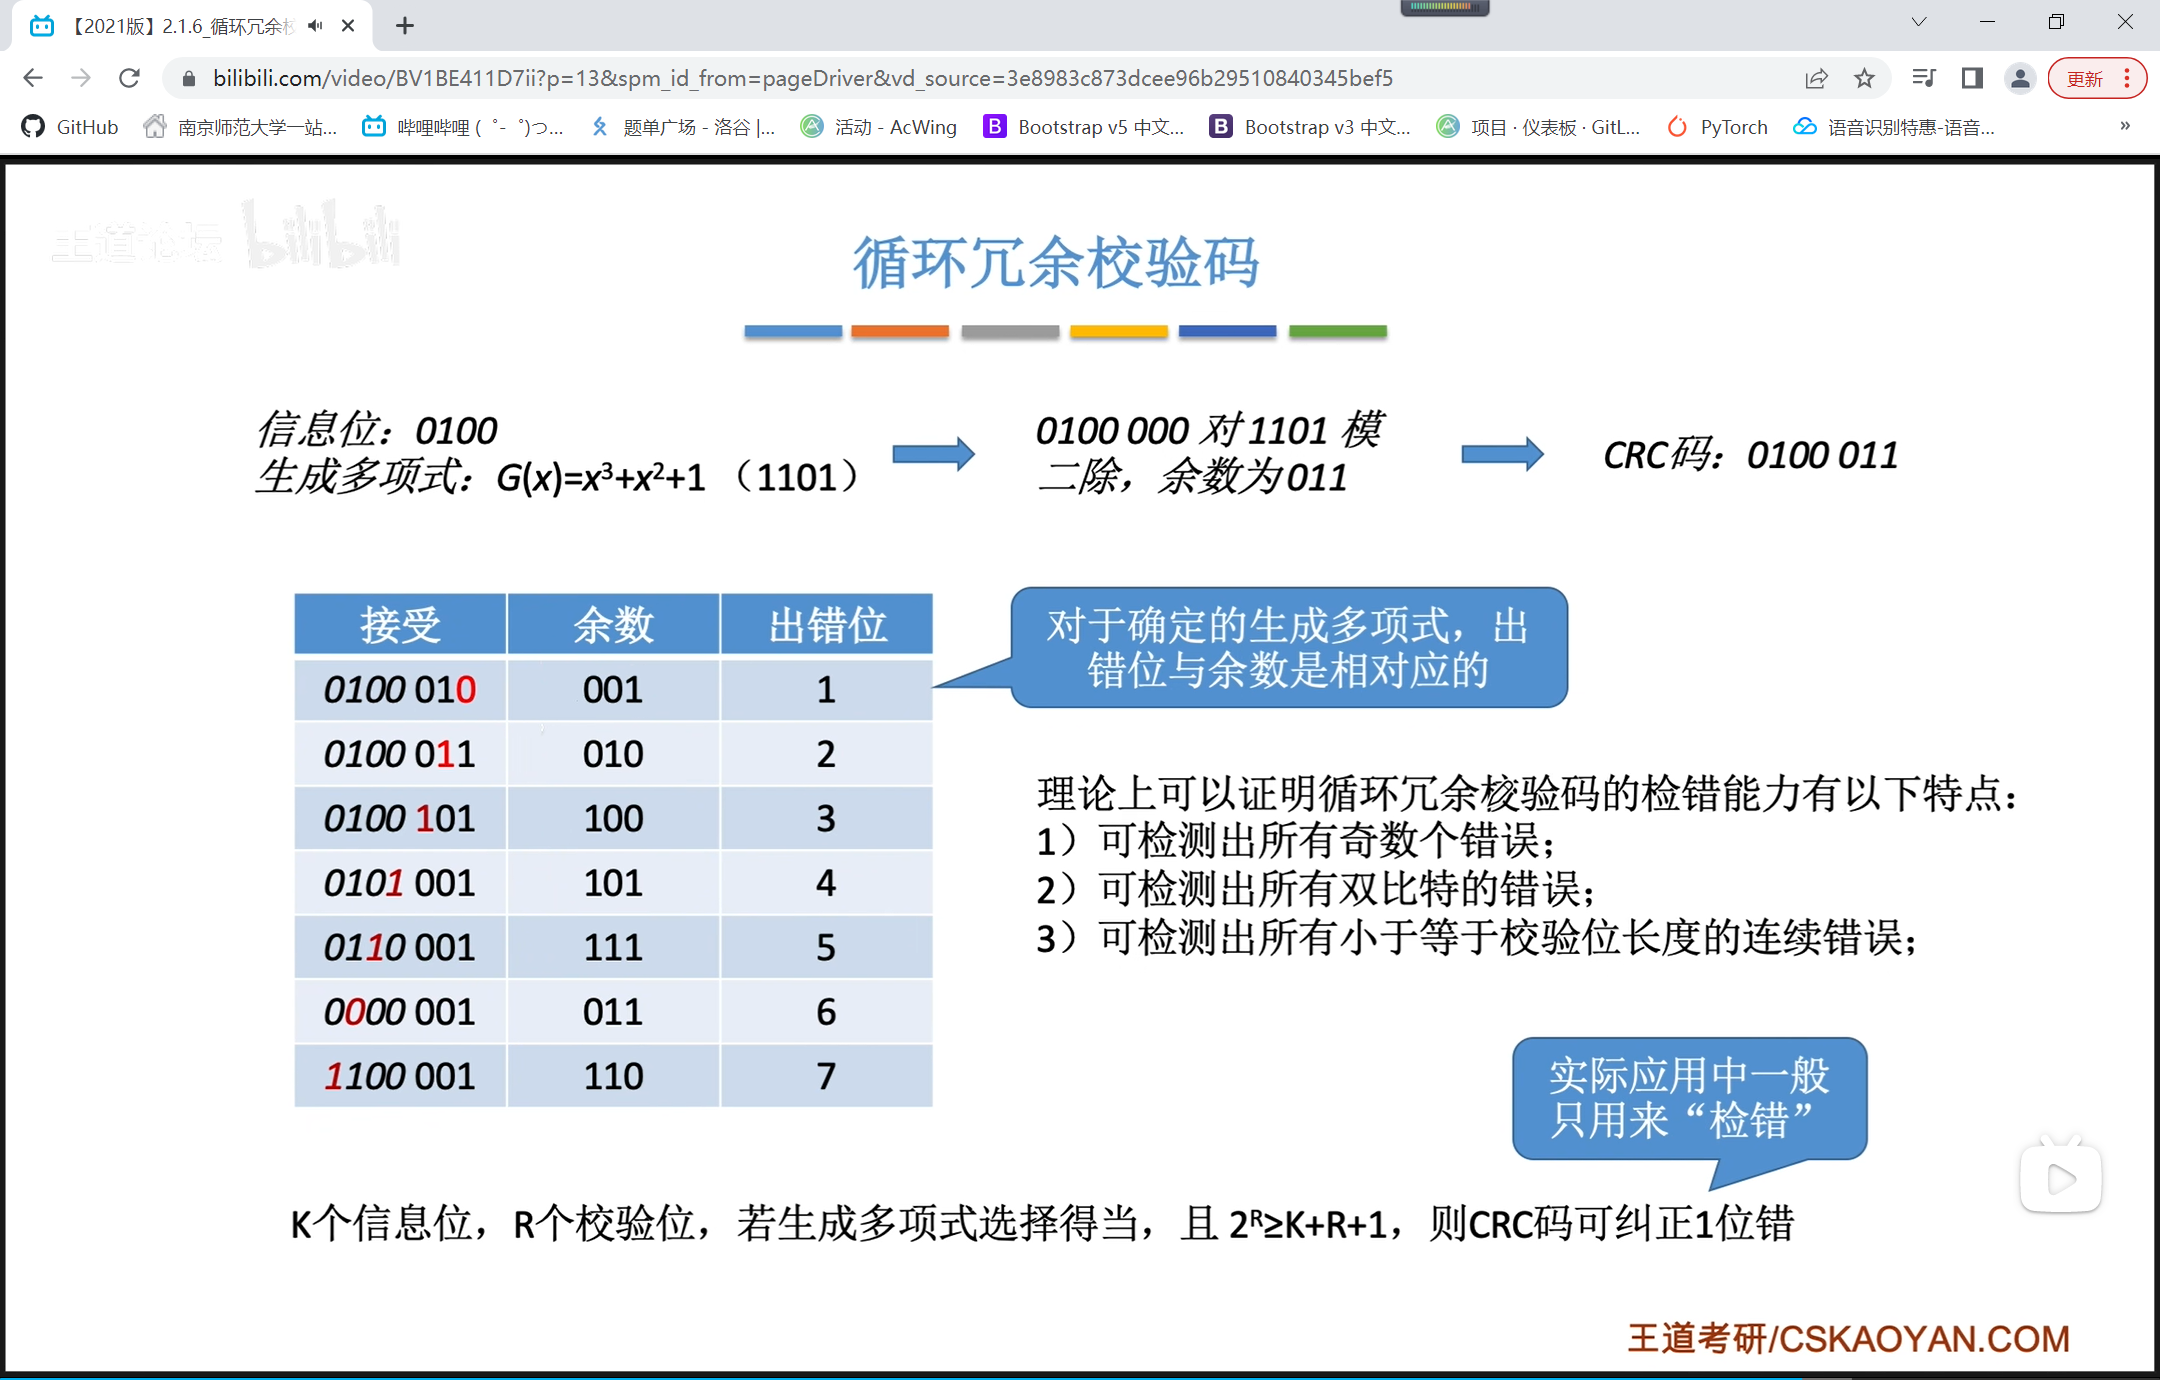 【2021版】2.1.6_循环冗余校
bilibili.com/video/BV1BE411D7ii?p=13&spm_id_from=pageDriver&vd_source=3e8983c873dcee96b29510840345bef5
更新
GitHub
南京师范大学一站...
哔哩哔哩 (゜-゜)つ...
题单广场 - 洛谷 |...
活动 - AcWing
Bootstrap v5 中文...
Bootstrap v3 中文...
项目 · 仪表板 · GitL...
PyTorch
语音识别特惠-语音...
»
王道论坛 bilibili
循环冗余校验码
信息位：0100
生成多项式：G(x)=x³+x²+1 （1101）
0100 000 对 1101 模
二除，余数为 011
CRC码：0100 011
接受 余数 出错位
0100 010 001 1
0100 011 010 2
0100 101 100 3
0101 001 101 4
0110 001 111 5
0000 001 011 6
1100 001 110 7
对于确定的生成多项式，出
错位与余数是相对应的
理论上可以证明循环冗余校验码的检错能力有以下特点：
1）可检测出所有奇数个错误；
2）可检测出所有双比特的错误；
3）可检测出所有小于等于校验位长度的连续错误；
实际应用中一般
只用来“检错”
K个信息位，R个校验位，若生成多项式选择得当，且 2ᴿ≥K+R+1，则CRC码可纠正1位错
王道考研/CSKAOYAN.COM